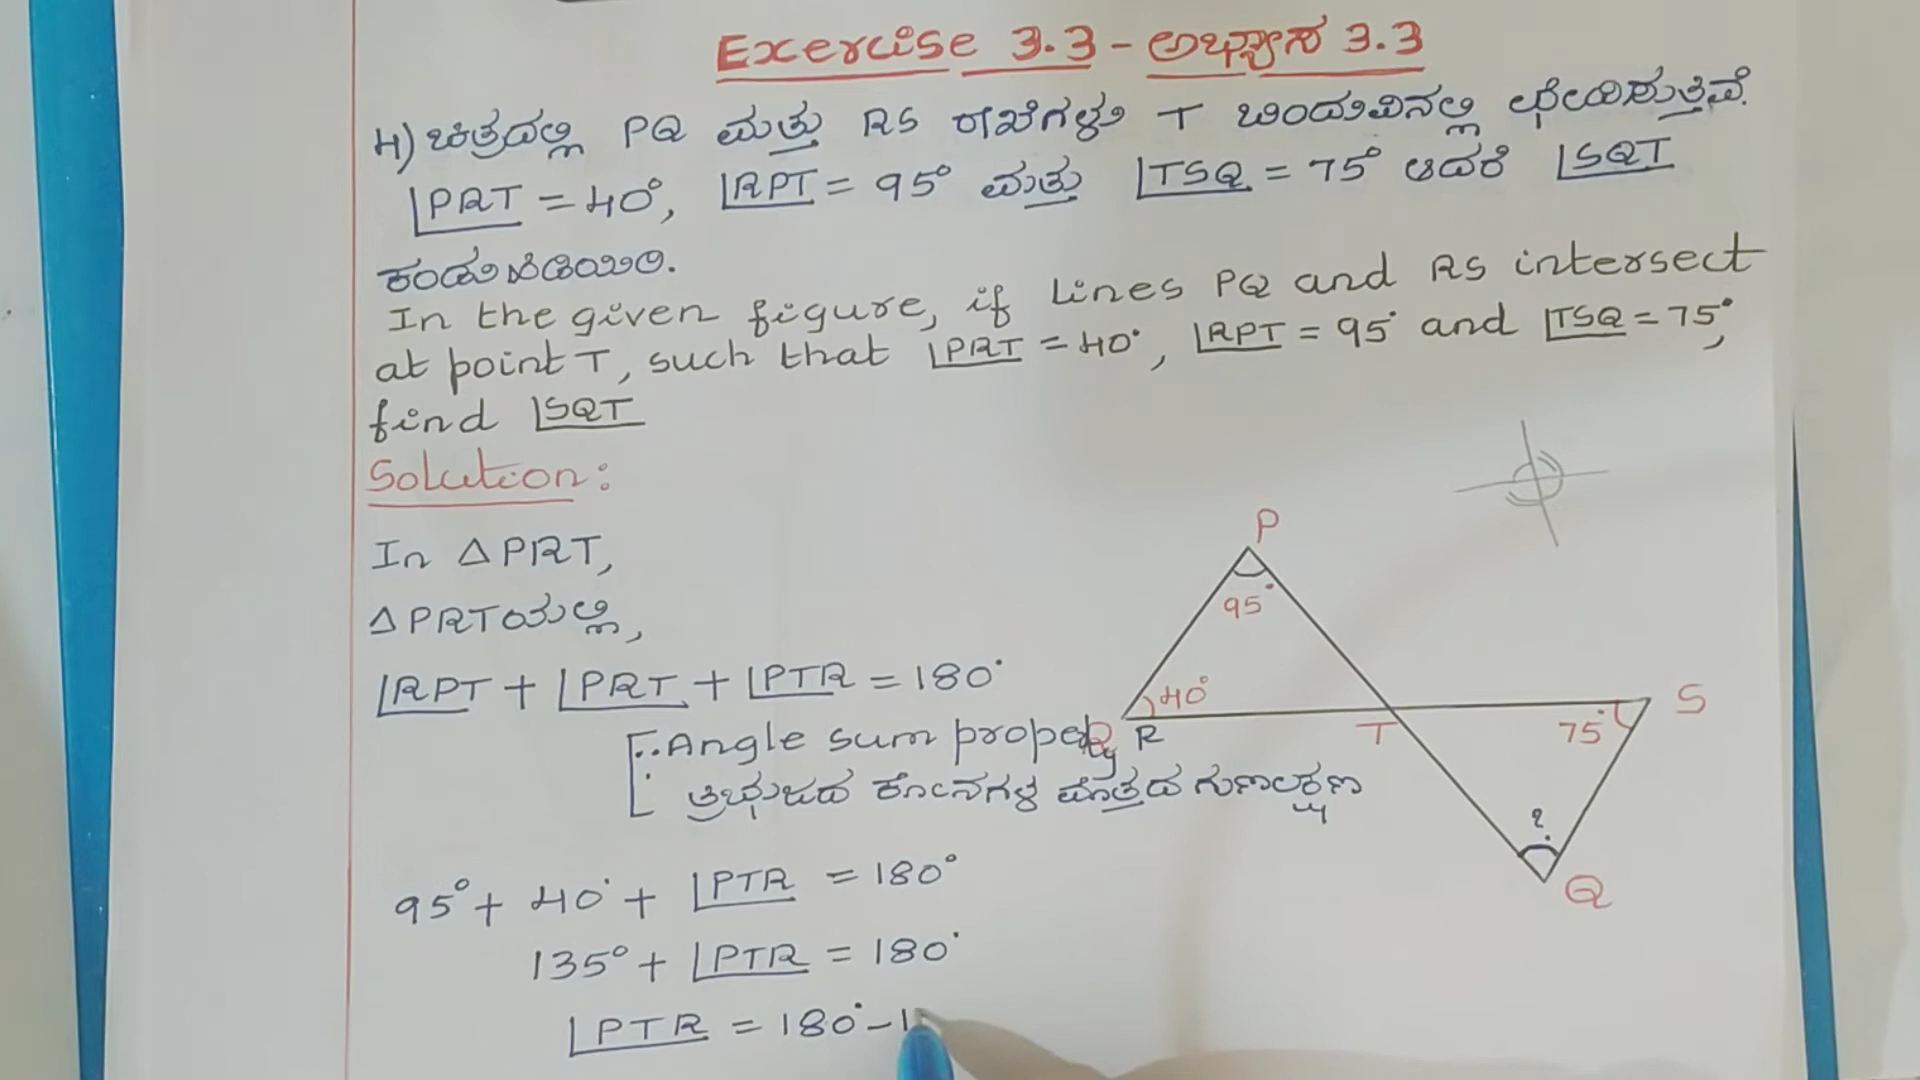 Exercise 3.3 - ಅಭ್ಯಾಸ 3.3
4) ಚಿತ್ರದಲ್ಲಿ PQ ಮತ್ತು RS ರೇಖೆಗಳು T ಬಿಂದುವಿನಲ್ಲಿ ಛೇದಿಸುತ್ತವೆ.
∠PRT = 40°, ∠RPT = 95° ಮತ್ತು ∠TSQ = 75° ಆದರೆ ∠SQT
ಕಂಡುಹಿಡಿಯಿರಿ.
In the given figure, if lines PQ and RS intersect
at point T, such that ∠PRT = 40°, ∠RPT = 95° and ∠TSQ = 75°,
find ∠SQT
Solution:
In △PRT,
△PRTಯಲ್ಲಿ,
∠RPT + ∠PRT + ∠PTR = 180°
[∵ Angle sum property
ತ್ರಿಭುಜದ ಕೋನಗಳ ಮೊತ್ತದ ಗುಣಲಕ್ಷಣ
95° + 40° + ∠PTR = 180°
135° + ∠PTR = 180°
∠PTR = 180° - 1
P
95°
40°
R
T
75°
S
?
Q